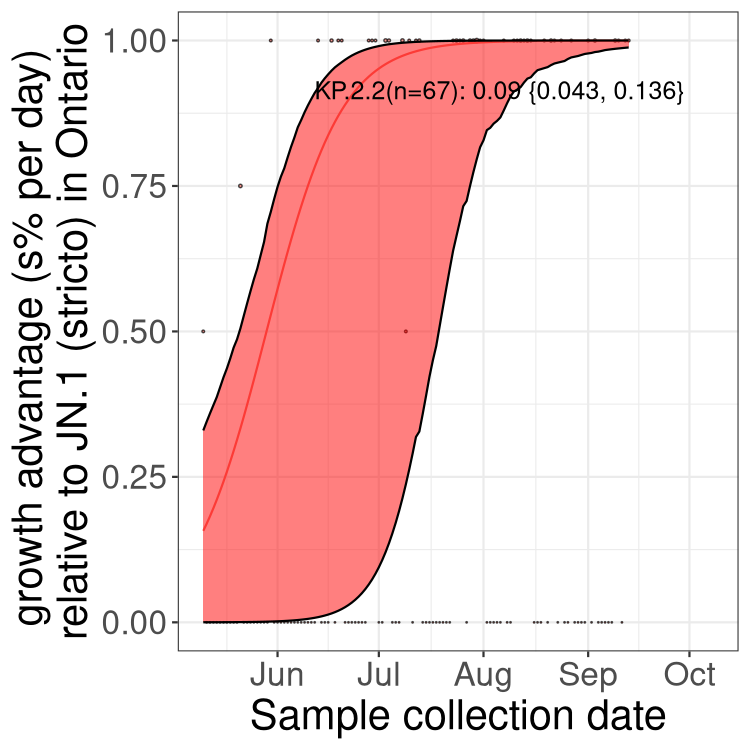 growth advantage (s% per day)
relative to JN.1 (stricto) in Ontario
1.00
0.75
0.50
0.25
0.00
KP.2.2(n=67): 0.09 {0.043, 0.136}
Jun Jul Aug Sep Oct
Sample collection date